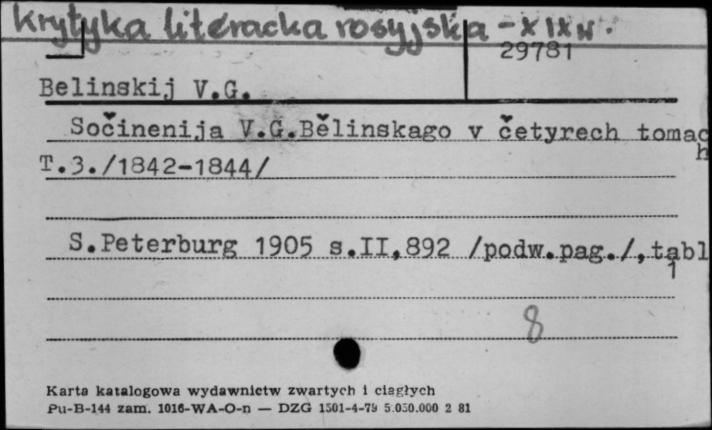 Krytyka literacka rosyjska - XIX w.
29781
Belinskij V.G.
Sočinenija V.G.Bělinskago v četyrech tomach
T.3./1842-1844/
S.Peterburg 1905 s.II,892 /podw.pag./,tabl
1
8
Karta katalogowa wydawnictw zwartych i ciągłych
Pu-B-144 zam. 1016-WA-O-n — DZG 1501-4-79 5.050.000 2 81